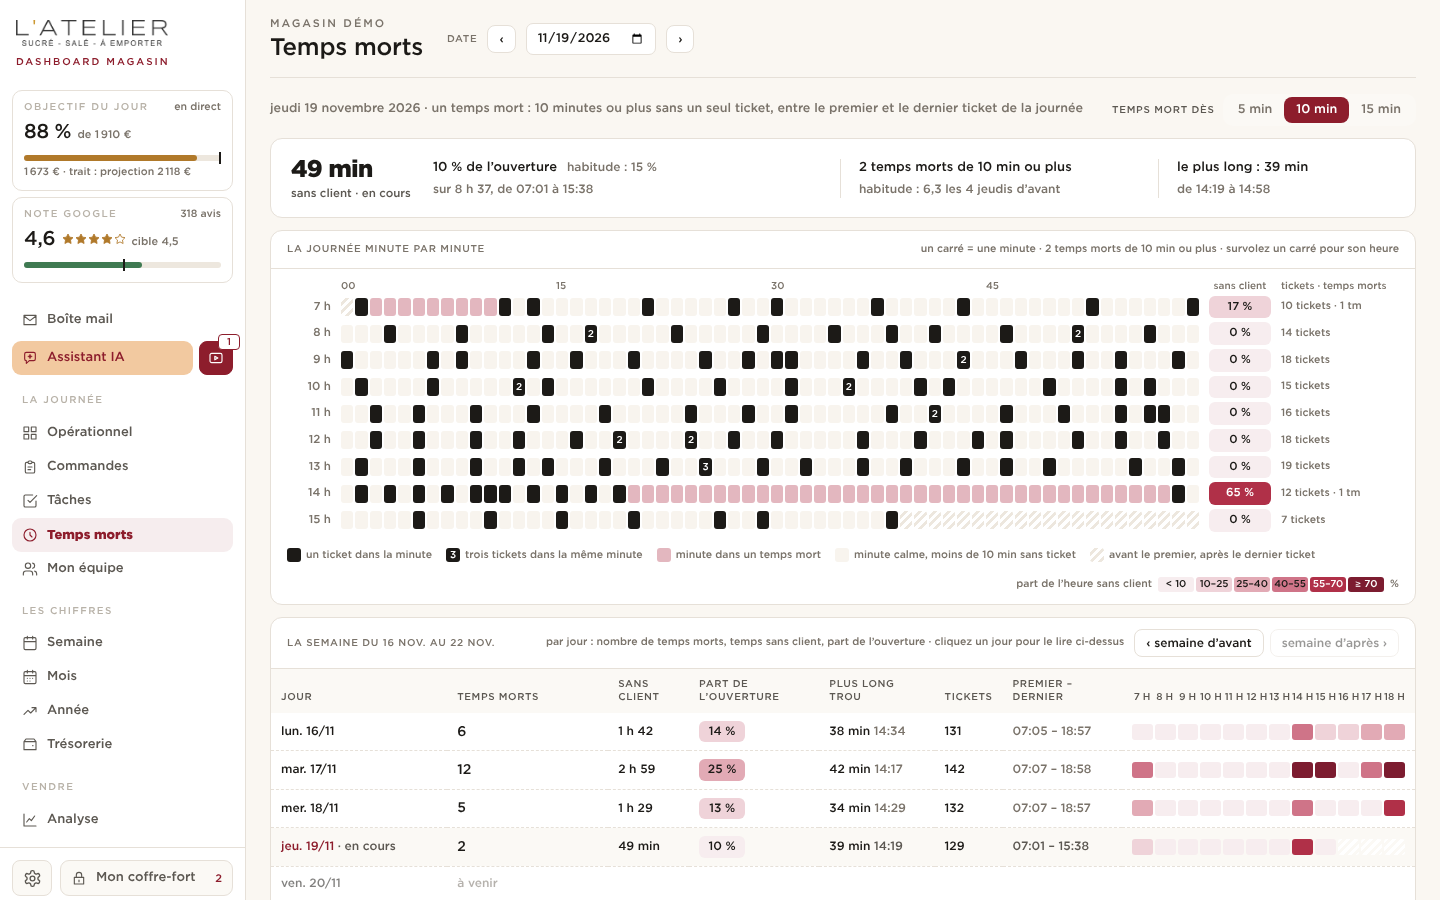 L'ATELIER
SUCRÉ - SALÉ - À EMPORTER
DASHBOARD MAGASIN
OBJECTIF DU JOUR en direct
88 % de 1 910 €
1 673 € · trait : projection 2 118 €
NOTE GOOGLE 318 avis
4,6 cible 4,5
Boîte mail
Assistant IA 1
LA JOURNÉE
Opérationnel
Commandes
Tâches
Temps morts
Mon équipe
LES CHIFFRES
Semaine
Mois
Année
Trésorerie
VENDRE
Analyse
Mon coffre-fort 2
MAGASIN DÉMO
Temps morts DATE ‹ 11/19/2026 ›
jeudi 19 novembre 2026 · un temps mort : 10 minutes ou plus sans un seul ticket, entre le premier et le dernier ticket de la journée TEMPS MORT DÈS 5 min 10 min 15 min
49 min 10 % de l'ouverture habitude : 15 % 2 temps morts de 10 min ou plus le plus long : 39 min
sans client · en cours sur 8 h 37, de 07:01 à 15:38 habitude : 6,3 les 4 jeudis d'avant de 14:19 à 14:58
LA JOURNÉE MINUTE PAR MINUTE un carré = une minute · 2 temps morts de 10 min ou plus · survolez un carré pour son heure
00 15 30 45 sans client tickets · temps morts
7 h 17 % 10 tickets · 1 tm
8 h 2 2 0 % 14 tickets
9 h 2 0 % 18 tickets
10 h 2 2 0 % 15 tickets
11 h 2 0 % 16 tickets
12 h 2 2 0 % 18 tickets
13 h 3 0 % 19 tickets
14 h 65 % 12 tickets · 1 tm
15 h 0 % 7 tickets
un ticket dans la minute 3 trois tickets dans la même minute minute dans un temps mort minute calme, moins de 10 min sans ticket avant le premier, après le dernier ticket
part de l'heure sans client < 10 10–25 25–40 40–55 55–70 ≥ 70 %
LA SEMAINE DU 16 NOV. AU 22 NOV. par jour : nombre de temps morts, temps sans client, part de l'ouverture · cliquez un jour pour le lire ci-dessus ‹ semaine d'avant semaine d'après ›
JOUR TEMPS MORTS SANS CLIENT PART DE L'OUVERTURE PLUS LONG TROU TICKETS PREMIER – DERNIER 7 H 8 H 9 H 10 H 11 H 12 H 13 H 14 H 15 H 16 H 17 H 18 H
lun. 16/11 6 1 h 42 14 % 38 min 14:34 131 07:05 – 18:57
mar. 17/11 12 2 h 59 25 % 42 min 14:17 142 07:07 – 18:58
mer. 18/11 5 1 h 29 13 % 34 min 14:29 132 07:07 – 18:57
jeu. 19/11 · en cours 2 49 min 10 % 39 min 14:19 129 07:01 – 15:38
ven. 20/11 à venir